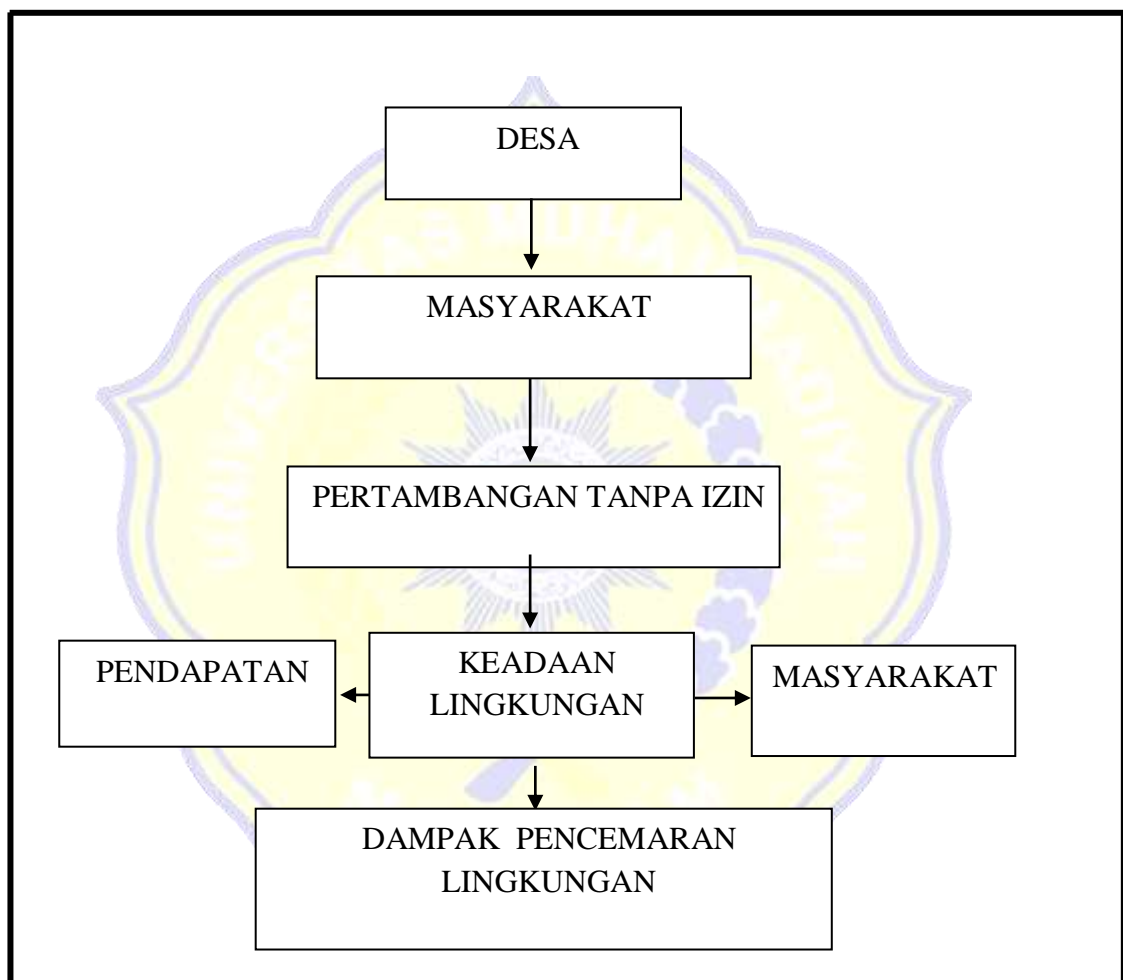 DESA
MASYARAKAT
PERTAMBANGAN TANPA IZIN
PENDAPATAN
KEADAAN
LINGKUNGAN
MASYARAKAT
DAMPAK PENCEMARAN
LINGKUNGAN